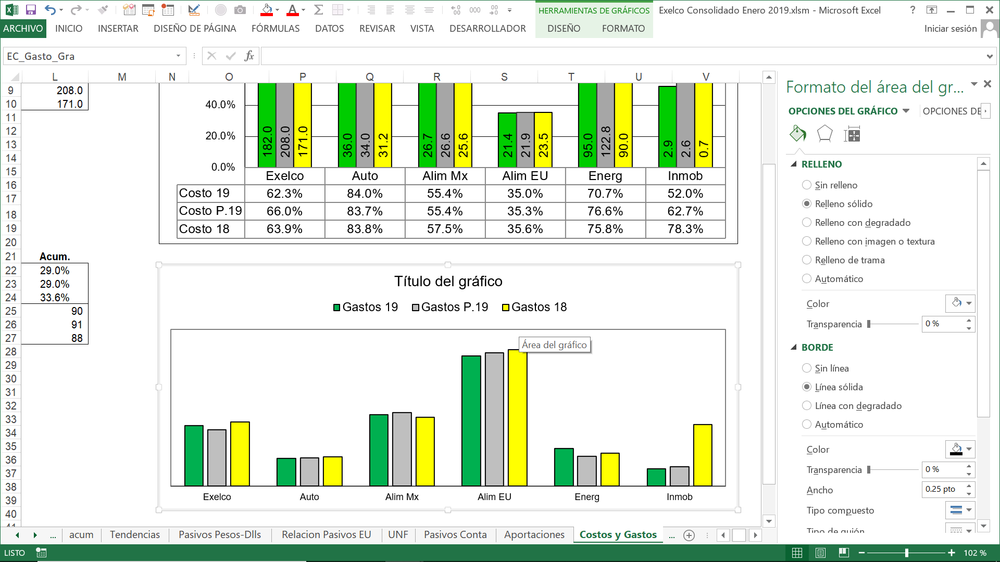 HERRAMIENTAS DE GRÁFICOS
Exelco Consolidado Enero 2019.xlsm - Microsoft Excel
?
ARCHIVO INICIO INSERTAR DISEÑO DE PÁGINA FÓRMULAS DATOS REVISAR VISTA DESARROLLADOR DISEÑO FORMATO
Iniciar sesión
EC_Gasto_Gra
fx
L M N O P Q R S T U V
9 208.0
10 171.0
11
12
13
14
15
16
17
18
19
20
21 Acum.
22 29.0%
23 29.0%
24 33.6%
25 90
26 91
27 88
28
29
30
31
32
33
34
35
36
37
38
39
40
41
40.0%
20.0%
0.0%
182.0 208.0 171.0 36.0 34.0 31.2 26.7 26.6 25.6 21.4 21.9 23.5 95.0 122.8 90.0 2.9 2.6 0.7
Exelco Auto Alim Mx Alim EU Energ Inmob
Costo 19 62.3% 84.0% 55.4% 35.0% 70.7% 52.0%
Costo P.19 66.0% 83.7% 55.4% 35.3% 76.6% 62.7%
Costo 18 63.9% 83.8% 57.5% 35.6% 75.8% 78.3%
Título del gráfico
Gastos 19 Gastos P.19 Gastos 18
Área del gráfico
Exelco Auto Alim Mx Alim EU Energ Inmob
Formato del área del gr...
OPCIONES DEL GRÁFICO OPCIONES DE
RELLENO
Sin relleno
Relleno sólido
Relleno con degradado
Relleno con imagen o textura
Relleno de trama
Automático
Color
Transparencia 0 %
BORDE
Sin línea
Línea sólida
Línea con degradado
Automático
Color
Transparencia 0 %
Ancho 0.25 pto
Tipo compuesto
Tipo de guión
... acum Tendencias Pasivos Pesos-Dlls Relacion Pasivos EU UNF Pasivos Conta Aportaciones Costos y Gastos ...
LISTO
102 %